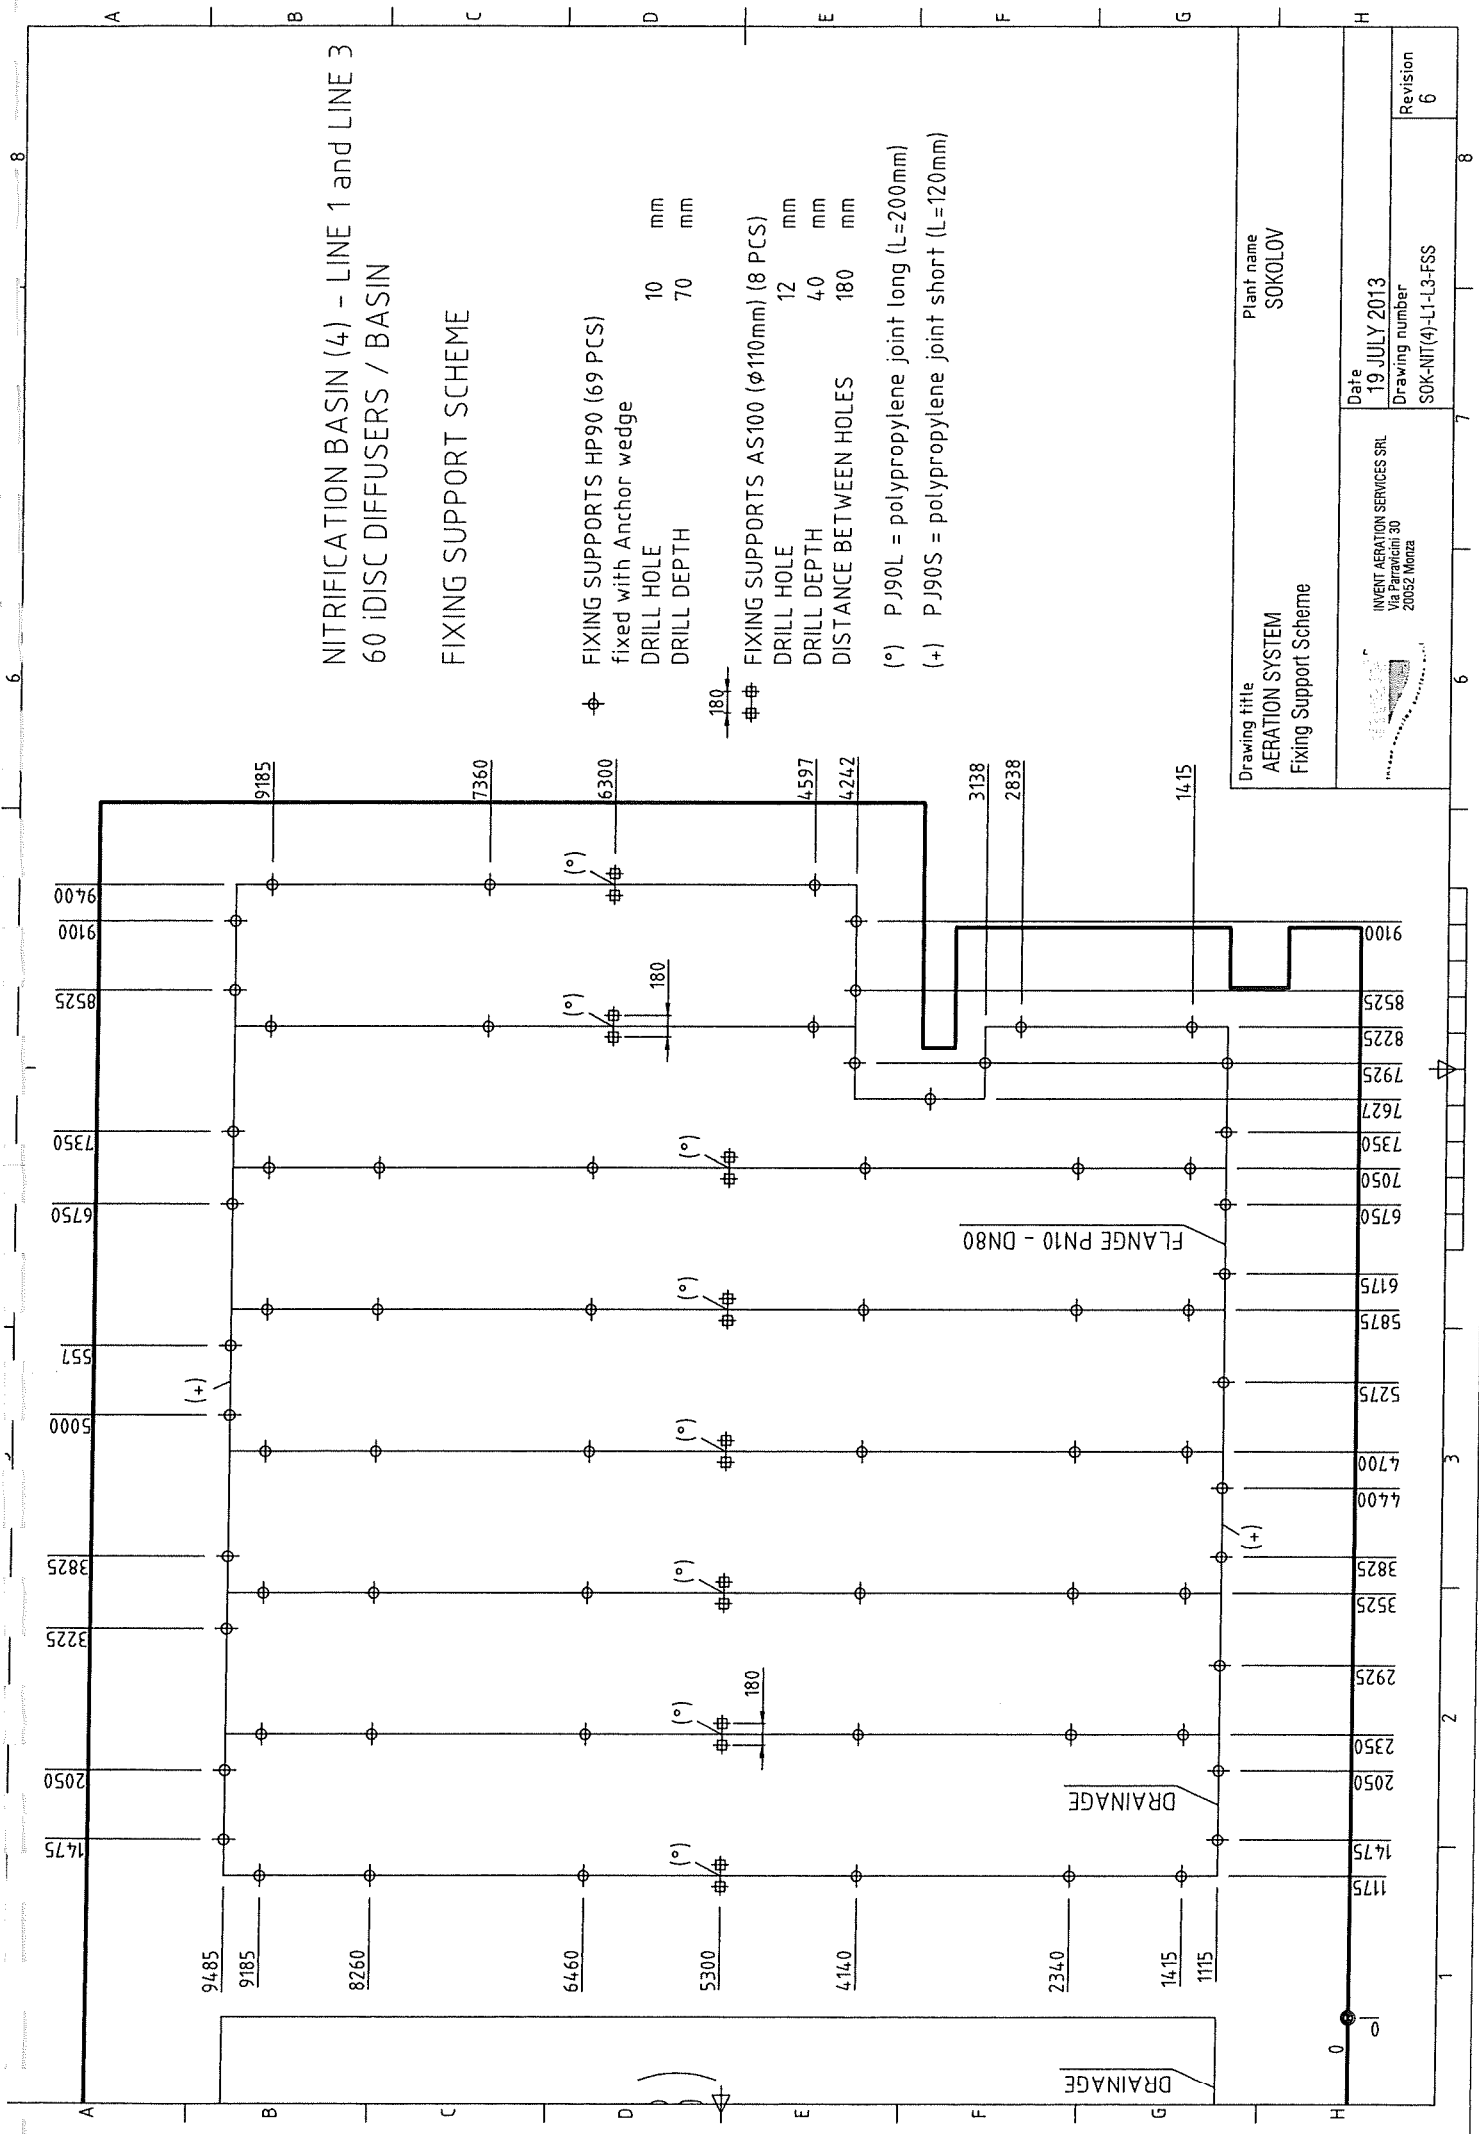 NITRIFICATION BASIN (4) - LINE 1 and LINE 3
60 iDISC DIFFUSERS / BASIN
FIXING SUPPORT SCHEME
FIXING SUPPORTS HP90 (69 PCS)
fixed with Anchor wedge
DRILL HOLE 10 mm
DRILL DEPTH 70 mm
180
FIXING SUPPORTS AS100 (φ110mm) (8 PCS)
DRILL HOLE 12 mm
DRILL DEPTH 40 mm
DISTANCE BETWEEN HOLES 180 mm
(°) PJ90L = polypropylene joint long (L=200mm)
(+) PJ90S = polypropylene joint short (L=120mm)
Drawing title
AERATION SYSTEM
Fixing Support Scheme
Plant name
SOKOLOV
INVENT AERATION SERVICES SRL
Via Parravicini 30
20052 Monza
Date
19 JULY 2013
Drawing number
SOK-NIT(4)-L1-L3-FSS
Revision
6
1475
2050
3225
3825
5000
557
6750
7350
8525
9100
9400
9485
9185
8260
6460
5300
4140
2340
1415
1115
9185
7360
6300
4597
4242
3138
2838
1415
0
0
1175
1475
2050
2350
2925
3525
3825
4400
4700
5275
5875
6175
6750
7050
7350
7627
7925
8225
8525
9100
(°)
(°)
(°)
(°)
(°)
(°)
(°)
(°)
(+)
(+)
180
180
DRAINAGE
DRAINAGE
FLANGE PN10 - DN80
A
B
C
D
E
F
G
H
A
B
C
D
E
F
G
H
6
8
1
2
3
6
7
8